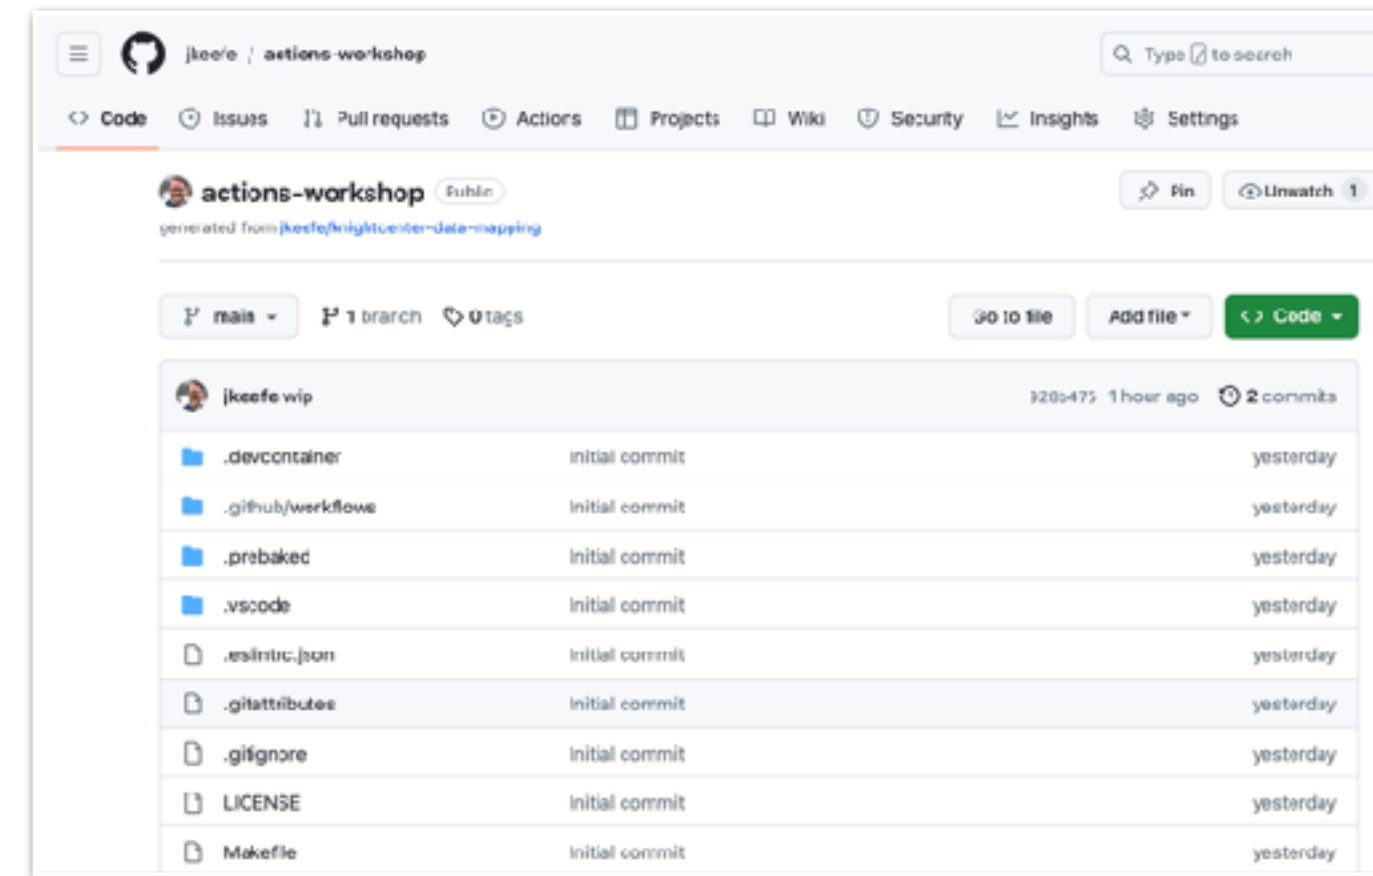 jkeefe / actions-workshop
Type / to search
Code Issues Pull requests Actions Projects Wiki Security Insights Settings
actions-workshop Public
Pin Unwatch 1
generated from jkeefe/knightcenter-data-mapping
main 1 branch 0 tags Go to file Add file Code
jkeefe wip 1 hour ago 2 commits
.devcontainer Initial commit yesterday
.github/workflows Initial commit yesterday
.prebaked Initial commit yesterday
.vscode Initial commit yesterday
.eslintrc.json Initial commit yesterday
.gitattributes Initial commit yesterday
.gitignore Initial commit yesterday
LICENSE Initial commit yesterday
Makefile Initial commit yesterday